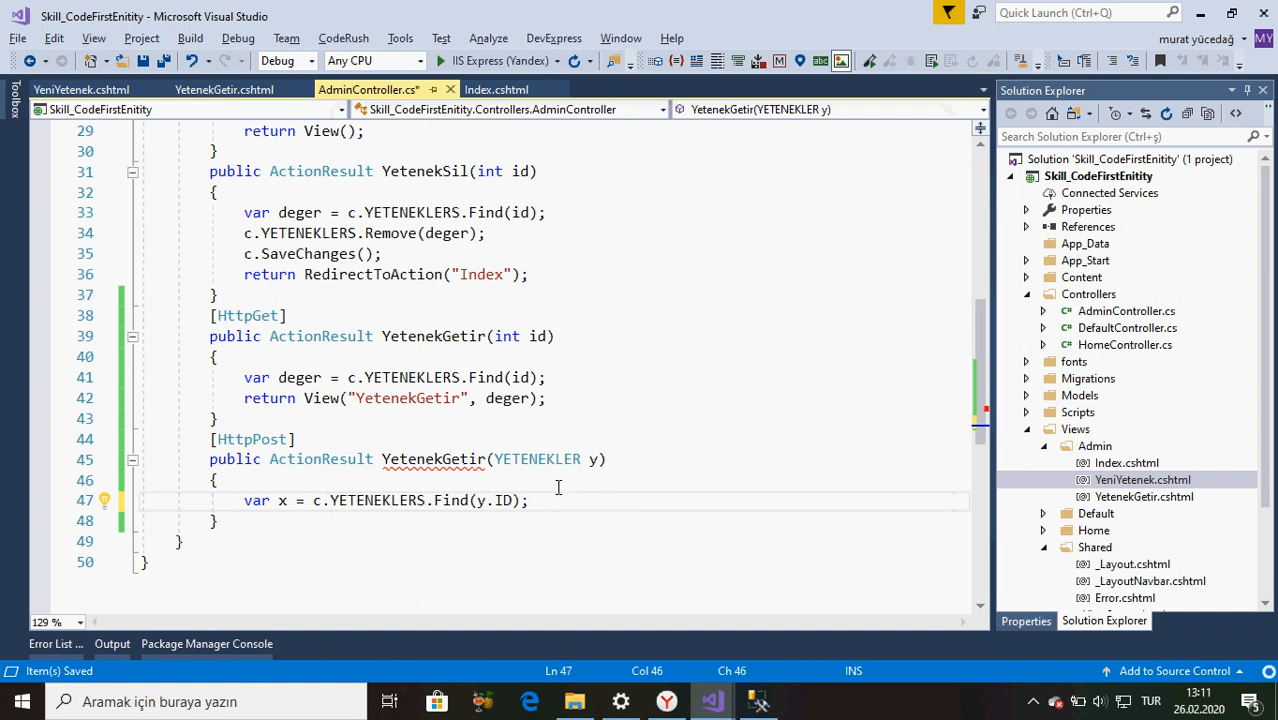 Skill_CodeFirstEnitity - Microsoft Visual Studio
Quick Launch (Ctrl+Q)
File Edit View Project Build Debug Team CodeRush Tools Test Analyze DevExpress Window Help
murat yücedağ MY
Debug Any CPU IIS Express (Yandex)
Toolbox
YeniYetenek.cshtml YetenekGetir.cshtml AdminController.cs* Index.cshtml
Skill_CodeFirstEnitity Skill_CodeFirstEnitity.Controllers.AdminController YetenekGetir(YETENEKLER y)
29 return View();
30 }
31 public ActionResult YetenekSil(int id)
32 {
33 var deger = c.YETENEKLERS.Find(id);
34 c.YETENEKLERS.Remove(deger);
35 c.SaveChanges();
36 return RedirectToAction("Index");
37 }
38 [HttpGet]
39 public ActionResult YetenekGetir(int id)
40 {
41 var deger = c.YETENEKLERS.Find(id);
42 return View("YetenekGetir", deger);
43 }
44 [HttpPost]
45 public ActionResult YetenekGetir(YETENEKLER y)
46 {
47 var x = c.YETENEKLERS.Find(y.ID);
48 }
49 }
50 }
129 %
Solution Explorer
Search Solution Explorer (Ctrl+ş)
Solution 'Skill_CodeFirstEnitity' (1 project)
Skill_CodeFirstEnitity
Connected Services
Properties
References
App_Data
App_Start
Content
Controllers
AdminController.cs
DefaultController.cs
HomeController.cs
fonts
Migrations
Models
Scripts
Views
Admin
Index.cshtml
YeniYetenek.cshtml
YetenekGetir.cshtml
Default
Home
Shared
_Layout.cshtml
_LayoutNavbar.cshtml
Error.cshtml
Properties Solution Explorer
Error List ... Output Package Manager Console
Item(s) Saved Ln 47 Col 46 Ch 46 INS Add to Source Control
Aramak için buraya yazın
TUR
13:11
26.02.2020
5